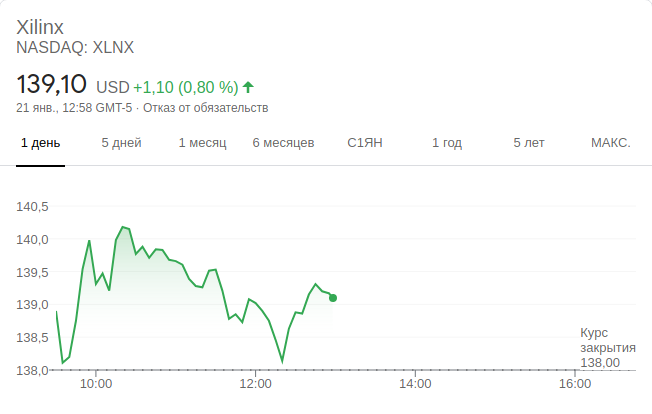 Xilinx
NASDAQ: XLNX
139,10 USD +1,10 (0,80 %)
21 янв., 12:58 GMT-5 · Отказ от обязательств
1 день 5 дней 1 месяц 6 месяцев С1ЯН 1 год 5 лет МАКС.
140,5
140,0
139,5
139,0
138,5
138,0
Курс
закрытия
138,00
10:00 12:00 14:00 16:00